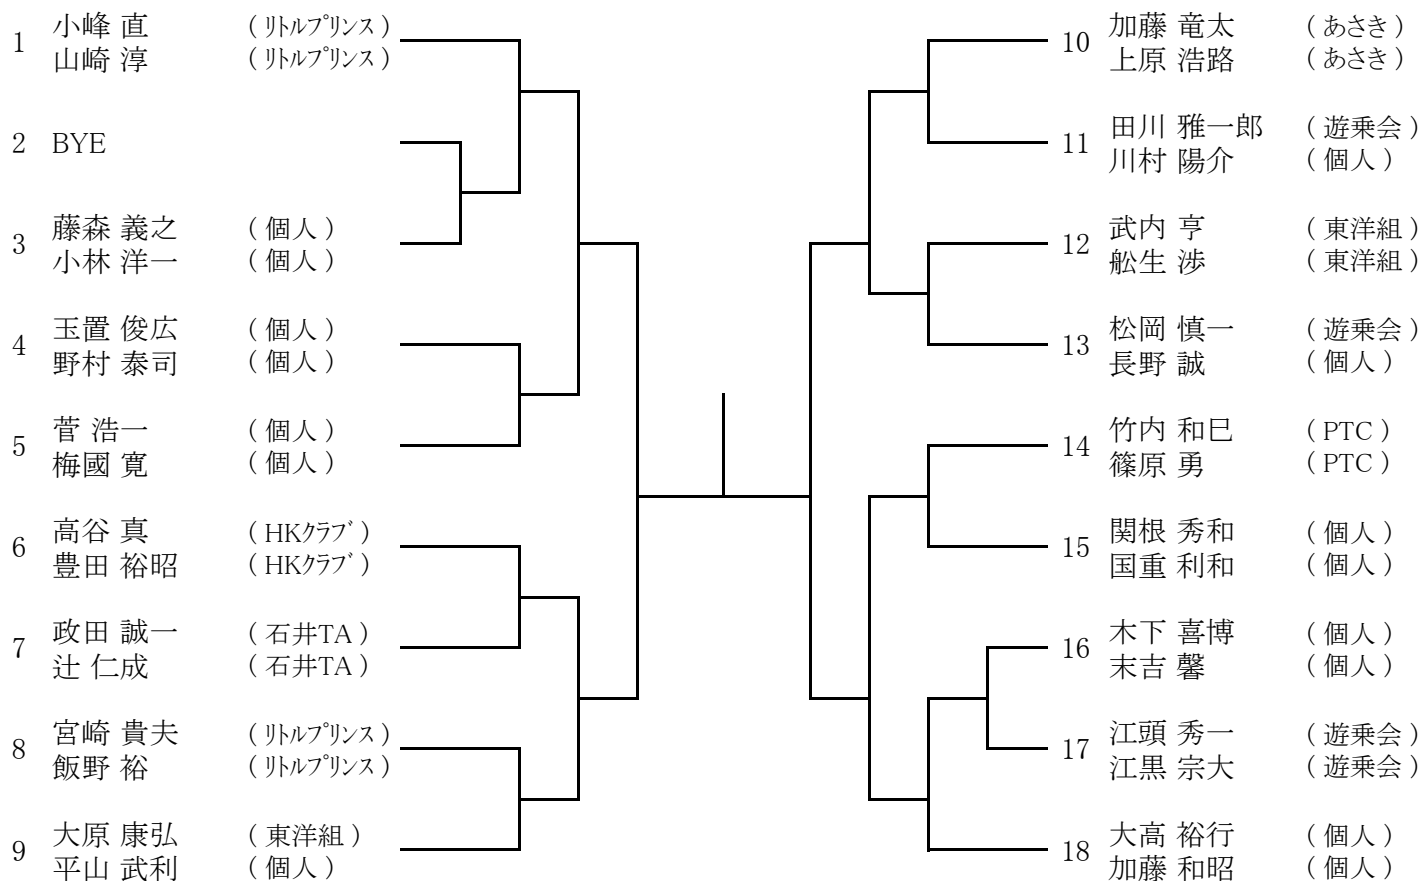 1 小峰 直 ( ﾘﾄﾙﾌﾟﾘﾝｽ )
山崎 淳 ( ﾘﾄﾙﾌﾟﾘﾝｽ )
2 BYE
3 藤森 義之 ( 個人 )
小林 洋一 ( 個人 )
4 玉置 俊広 ( 個人 )
野村 泰司 ( 個人 )
5 菅 浩一 ( 個人 )
梅國 寛 ( 個人 )
6 高谷 真 ( HKｸﾗﾌﾞ )
豊田 裕昭 ( HKｸﾗﾌﾞ )
7 政田 誠一 ( 石井TA )
辻 仁成 ( 石井TA )
8 宮崎 貴夫 ( ﾘﾄﾙﾌﾟﾘﾝｽ )
飯野 裕 ( ﾘﾄﾙﾌﾟﾘﾝｽ )
9 大原 康弘 ( 東洋組 )
平山 武利 ( 個人 )
10 加藤 竜太 ( あさき )
上原 浩路 ( あさき )
11 田川 雅一郎 ( 遊乗会 )
川村 陽介 ( 個人 )
12 武内 亨 ( 東洋組 )
舩生 渉 ( 東洋組 )
13 松岡 慎一 ( 遊乗会 )
長野 誠 ( 個人 )
14 竹内 和巳 ( PTC )
篠原 勇 ( PTC )
15 関根 秀和 ( 個人 )
国重 利和 ( 個人 )
16 木下 喜博 ( 個人 )
末吉 馨 ( 個人 )
17 江頭 秀一 ( 遊乗会 )
江黒 宗大 ( 遊乗会 )
18 大高 裕行 ( 個人 )
加藤 和昭 ( 個人 )